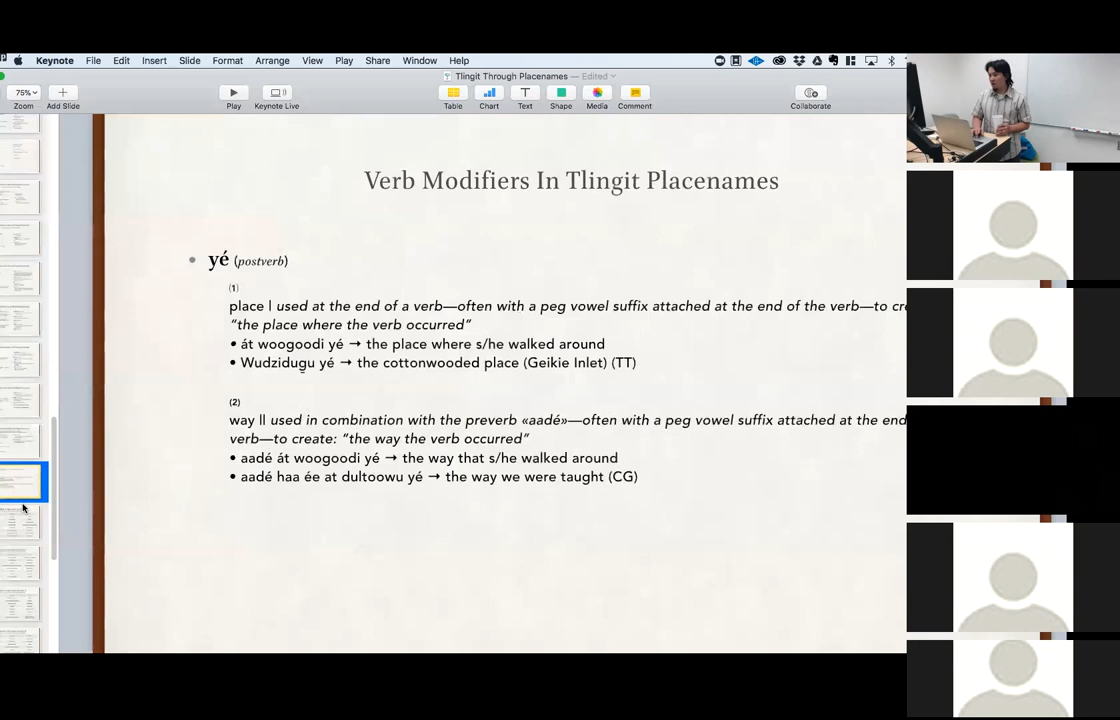 Keynote File Edit Insert Slide Format Arrange View Play Share Window Help
Tlingit Through Placenames — Edited
75%
Zoom Add Slide Play Keynote Live Table Chart Text Shape Media Comment Collaborate
Verb Modifiers In Tlingit Placenames
• yé (postverb)
(1)
place | used at the end of a verb—often with a peg vowel suffix attached at the end of the verb—to
“the place where the verb occurred”
• át woogoodi yé → the place where s/he walked around
• Wudzidug̲u yé → the cottonwooded place (Geikie Inlet) (TT)
(2)
way || used in combination with the preverb «aadé»—often with a peg vowel suffix attached at the end
verb—to create: “the way the verb occurred”
• aadé át woogoodi yé → the way that s/he walked around
• aadé haa ée at dultoowu yé → the way we were taught (CG)